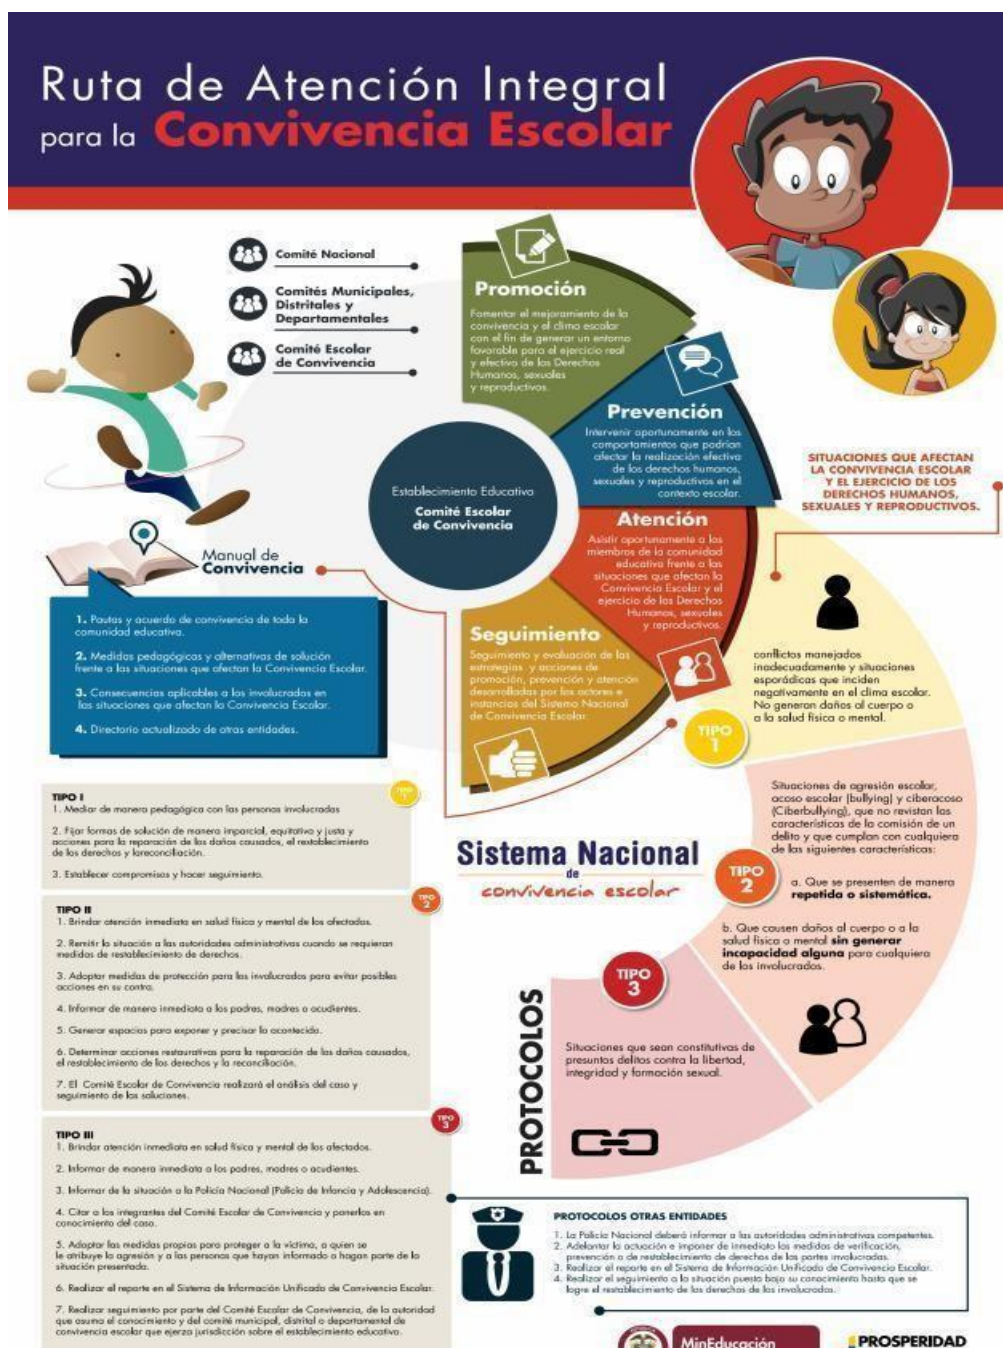 Ruta de Atención Integral
para la Convivencia Escolar
Comité Nacional
Comités Municipales,
Distritales y
Departamentales
Comité Escolar
de Convivencia
Promoción
Fomentar el mejoramiento de la
convivencia y el clima escolar
con el fin de generar un entorno
favorable para el ejercicio real
y efectivo de los Derechos
Humanos, sexuales
y reproductivos.
Prevención
Intervenir oportunamente en los
comportamientos que podrían
afectar la realización efectiva
de los derechos humanos,
sexuales y reproductivos en el
contexto escolar.
Establecimiento Educativo
Comité Escolar
de Convivencia
Atención
Asistir oportunamente a los
miembros de la comunidad
educativa frente a las
situaciones que afectan la
Convivencia Escolar y el
ejercicio de los Derechos
Humanos, sexuales
y reproductivos.
Seguimiento
Seguimiento y evaluación de las
estrategias y acciones de
promoción, prevención y atención
desarrolladas por los actores e
instancias del Sistema Nacional
de Convivencia Escolar.
SITUACIONES QUE AFECTAN
LA CONVIVENCIA ESCOLAR
Y EL EJERCICIO DE LOS
DERECHOS HUMANOS,
SEXUALES Y REPRODUCTIVOS.
Manual de
Convivencia
1. Pautas y acuerdo de convivencia de toda la
comunidad educativa.
2. Medidas pedagógicas y alternativas de solución
frente a las situaciones que afectan la Convivencia Escolar.
3. Consecuencias aplicables a los involucrados en
las situaciones que afectan la Convivencia Escolar.
4. Directorio actualizado de otras entidades.
TIPO
1
conflictos manejados
inadecuadamente y situaciones
esporádicas que inciden
negativamente en el clima escolar.
No generan daños al cuerpo o
a la salud física o mental.
TIPO
2
Situaciones de agresión escolar,
acoso escolar (bullying) y ciberacoso
(Ciberbullying), que no revistan las
características de la comisión de un
delito y que cumplan con cualquiera
de las siguientes características:
a. Que se presenten de manera
repetida o sistemática.
b. Que causen daños al cuerpo o a la
salud física o mental sin generar
incapacidad alguna para cualquiera
de los involucrados.
TIPO
3
Situaciones que sean constitutivas de
presuntos delitos contra la libertad,
integridad y formación sexual.
PROTOCOLOS
Sistema Nacional
de
convivencia escolar
TIPO
1
TIPO I
1. Mediar de manera pedagógica con las personas involucradas
2. Fijar formas de solución de manera imparcial, equitativa y justa y
acciones para la reparación de los daños causados, el restablecimiento
de los derechos y lareconciliación.
3. Establecer compromisos y hacer seguimiento.
TIPO
2
TIPO II
1. Brindar atención inmediata en salud física y mental de los afectados.
2. Remitir la situación a las autoridades administrativas cuando se requieran
medidas de restablecimiento de derechos.
3. Adoptar medidas de protección para los involucrados para evitar posibles
acciones en su contra.
4. Informar de manera inmediata a los padres, madres o acudientes.
5. Generar espacios para exponer y precisar lo acontecido.
6. Determinar acciones restaurativas para la reparación de los daños causados,
el restablecimiento de los derechos y la reconciliación.
7. El Comité Escolar de Convivencia realizará el análisis del caso y
seguimiento de las soluciones.
TIPO
3
TIPO III
1. Brindar atención inmediata en salud física y mental de los afectados.
2. Informar de manera inmediata a los padres, madres o acudientes.
3. Informar de la situación a la Policía Nacional (Policía de Infancia y Adolescencia).
4. Citar a los integrantes del Comité Escolar de Convivencia y ponerlos en
conocimiento del caso.
5. Adoptar las medidas propias para proteger a la víctima, a quien se
le atribuye la agresión y a las personas que hayan informado o hagan parte de la
situación presentada.
6. Realizar el reporte en el Sistema de Información Unificado de Convivencia Escolar.
7. Realizar seguimiento por parte del Comité Escolar de Convivencia, de la autoridad
que asuma el conocimiento y del comité municipal, distrital o departamental de
convivencia escolar que ejerza jurisdicción sobre el establecimiento educativo.
PROTOCOLOS OTRAS ENTIDADES
1. La Policía Nacional deberá informar a las autoridades administrativas competentes.
2. Adelantar la actuación e imponer de inmediato las medidas de verificación,
prevención o de restablecimiento de derechos de las partes involucradas.
3. Realizar el reporte en el Sistema de Información Unificado de Convivencia Escolar.
4. Realizar el seguimiento a la situación puesta bajo su conocimiento hasta que se
logre el restablecimiento de los derechos de los involucrados.
MinEducación
PROSPERIDAD